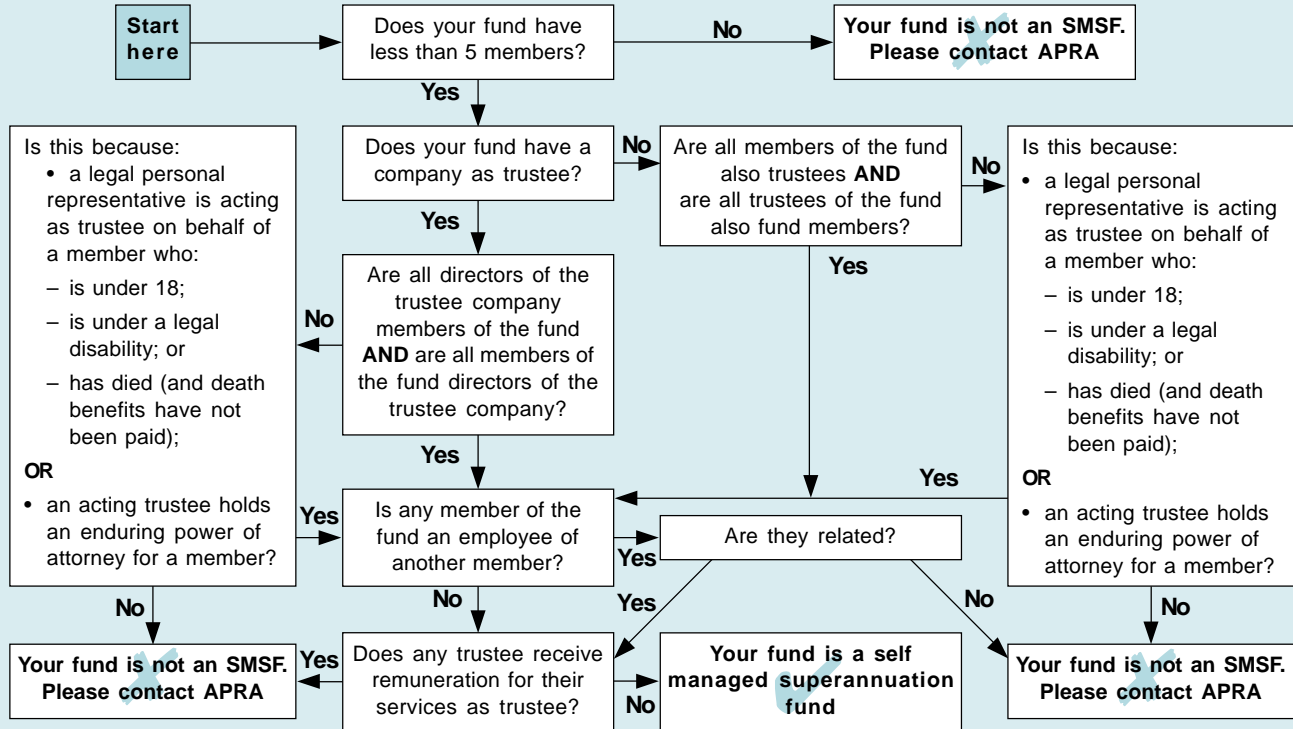 Start
here
Does your fund have
less than 5 members?
No
Your fund is not an SMSF.
Please contact APRA
Yes
Does your fund have a
company as trustee?
No
Are all members of the fund
also trustees AND
are all trustees of the fund
also fund members?
No
Is this because:
• a legal personal
representative is acting
as trustee on behalf of
a member who:
– is under 18;
– is under a legal
disability; or
– has died (and death
benefits have not
been paid);
OR
• an acting trustee holds
an enduring power of
attorney for a member?
Yes
Yes
Are all directors of the
trustee company
members of the fund
AND are all members of
the fund directors of the
trustee company?
No
Is this because:
• a legal personal
representative is acting
as trustee on behalf of
a member who:
– is under 18;
– is under a legal
disability; or
– has died (and death
benefits have not
been paid);
OR
• an acting trustee holds
an enduring power of
attorney for a member?
Yes
Yes
Yes
Is any member of the
fund an employee of
another member?
Yes
Are they related?
No
No
Yes
No
No
Your fund is not an SMSF.
Please contact APRA
Yes
Does any trustee receive
remuneration for their
services as trustee?
No
Your fund is a self
managed superannuation
fund
Your fund is not an SMSF.
Please contact APRA